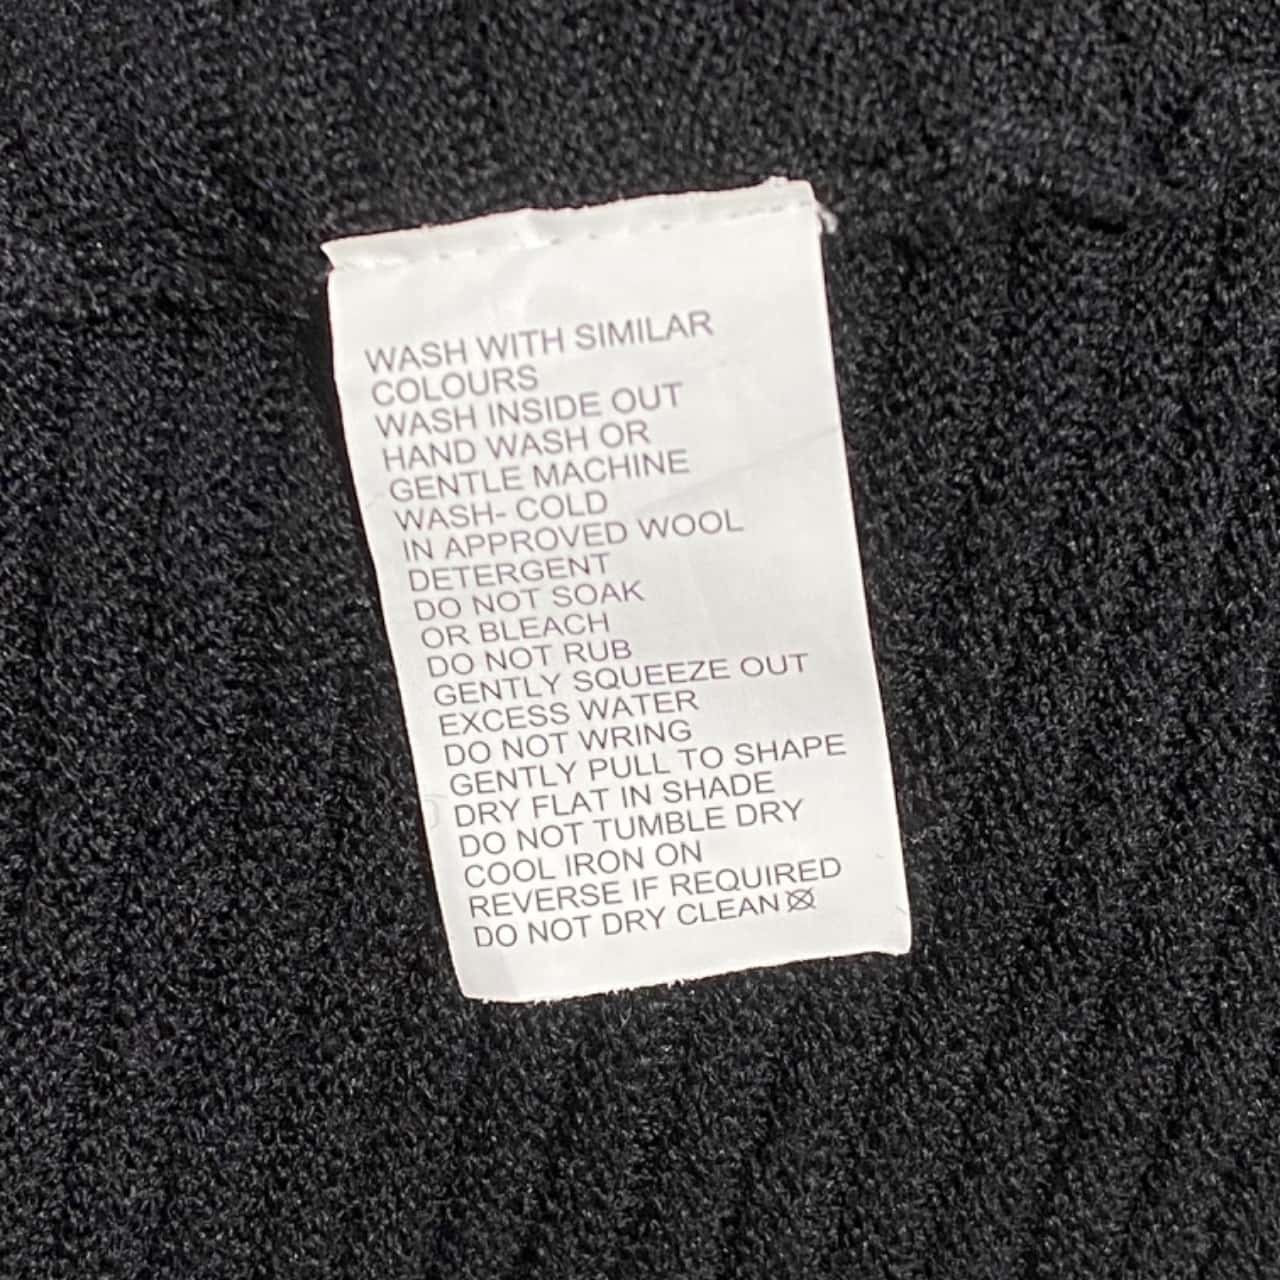 WASH WITH SIMILAR
COLOURS
WASH INSIDE OUT
HAND WASH OR
GENTLE MACHINE
WASH- COLD
IN APPROVED WOOL
DETERGENT
DO NOT SOAK
OR BLEACH
DO NOT RUB
GENTLY SQUEEZE OUT
EXCESS WATER
DO NOT WRING
GENTLY PULL TO SHAPE
DRY FLAT IN SHADE
DO NOT TUMBLE DRY
COOL IRON ON
REVERSE IF REQUIRED
DO NOT DRY CLEAN